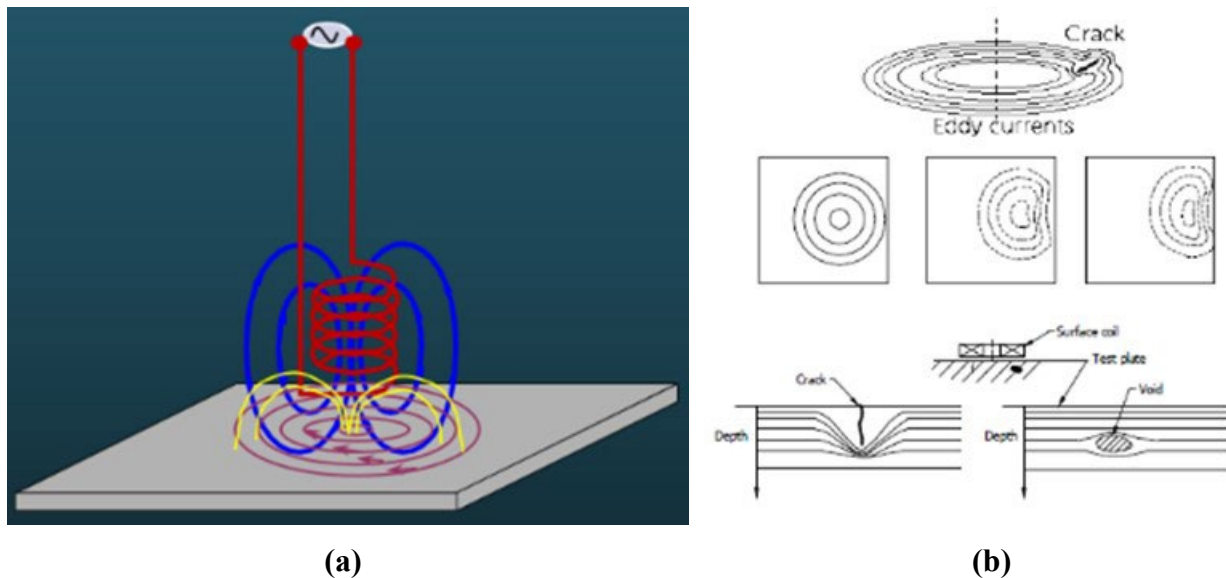 Crack
Eddy currents
Surface coil
Test plate
Crack
Void
Depth
Depth
(a)
(b)